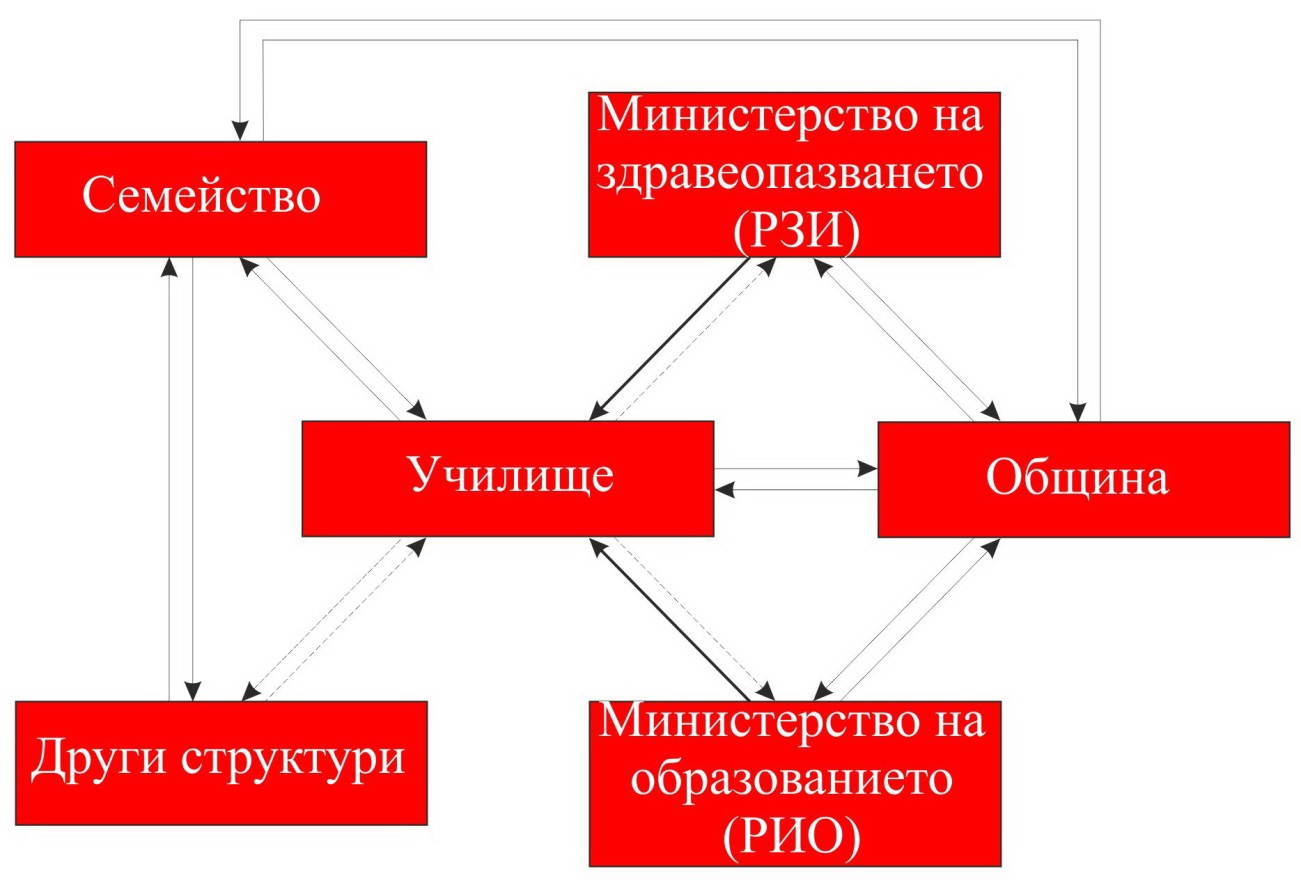 Семейство
Министерство на
здравеопазването
(РЗИ)
Училище
Община
Други структури
Министерство на
образованието
(РИО)